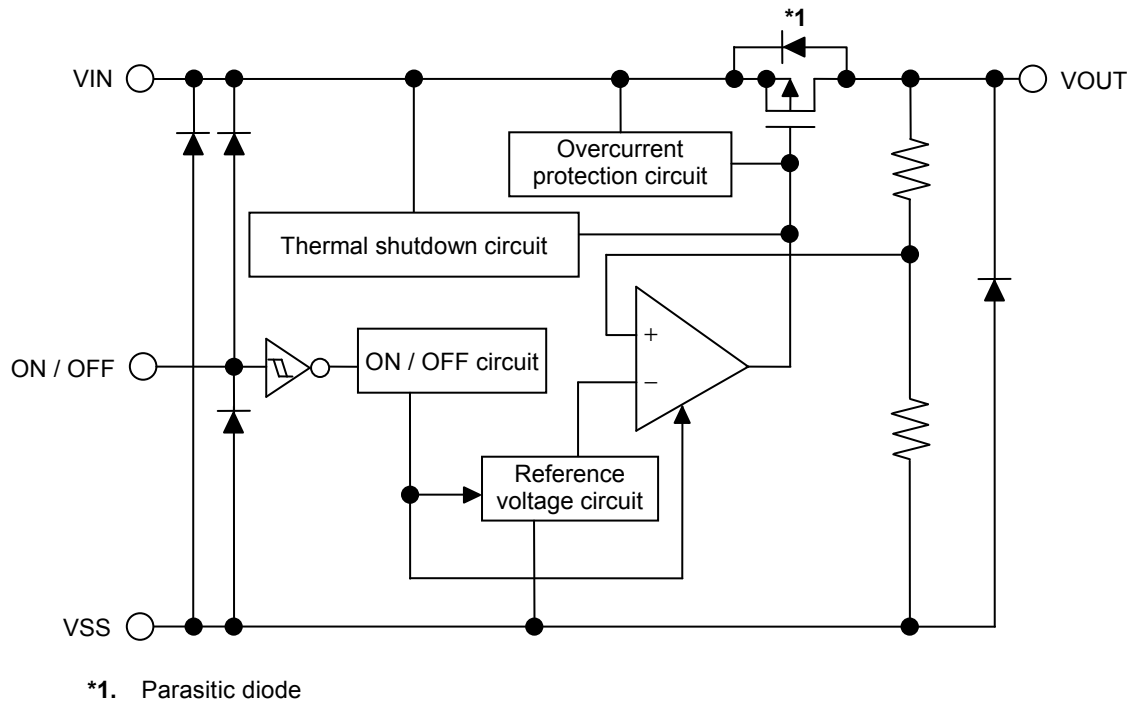 *1
VIN
VOUT
Overcurrent
protection circuit
Thermal shutdown circuit
+
−
ON / OFF
ON / OFF circuit
Reference
voltage circuit
VSS
*1. Parasitic diode